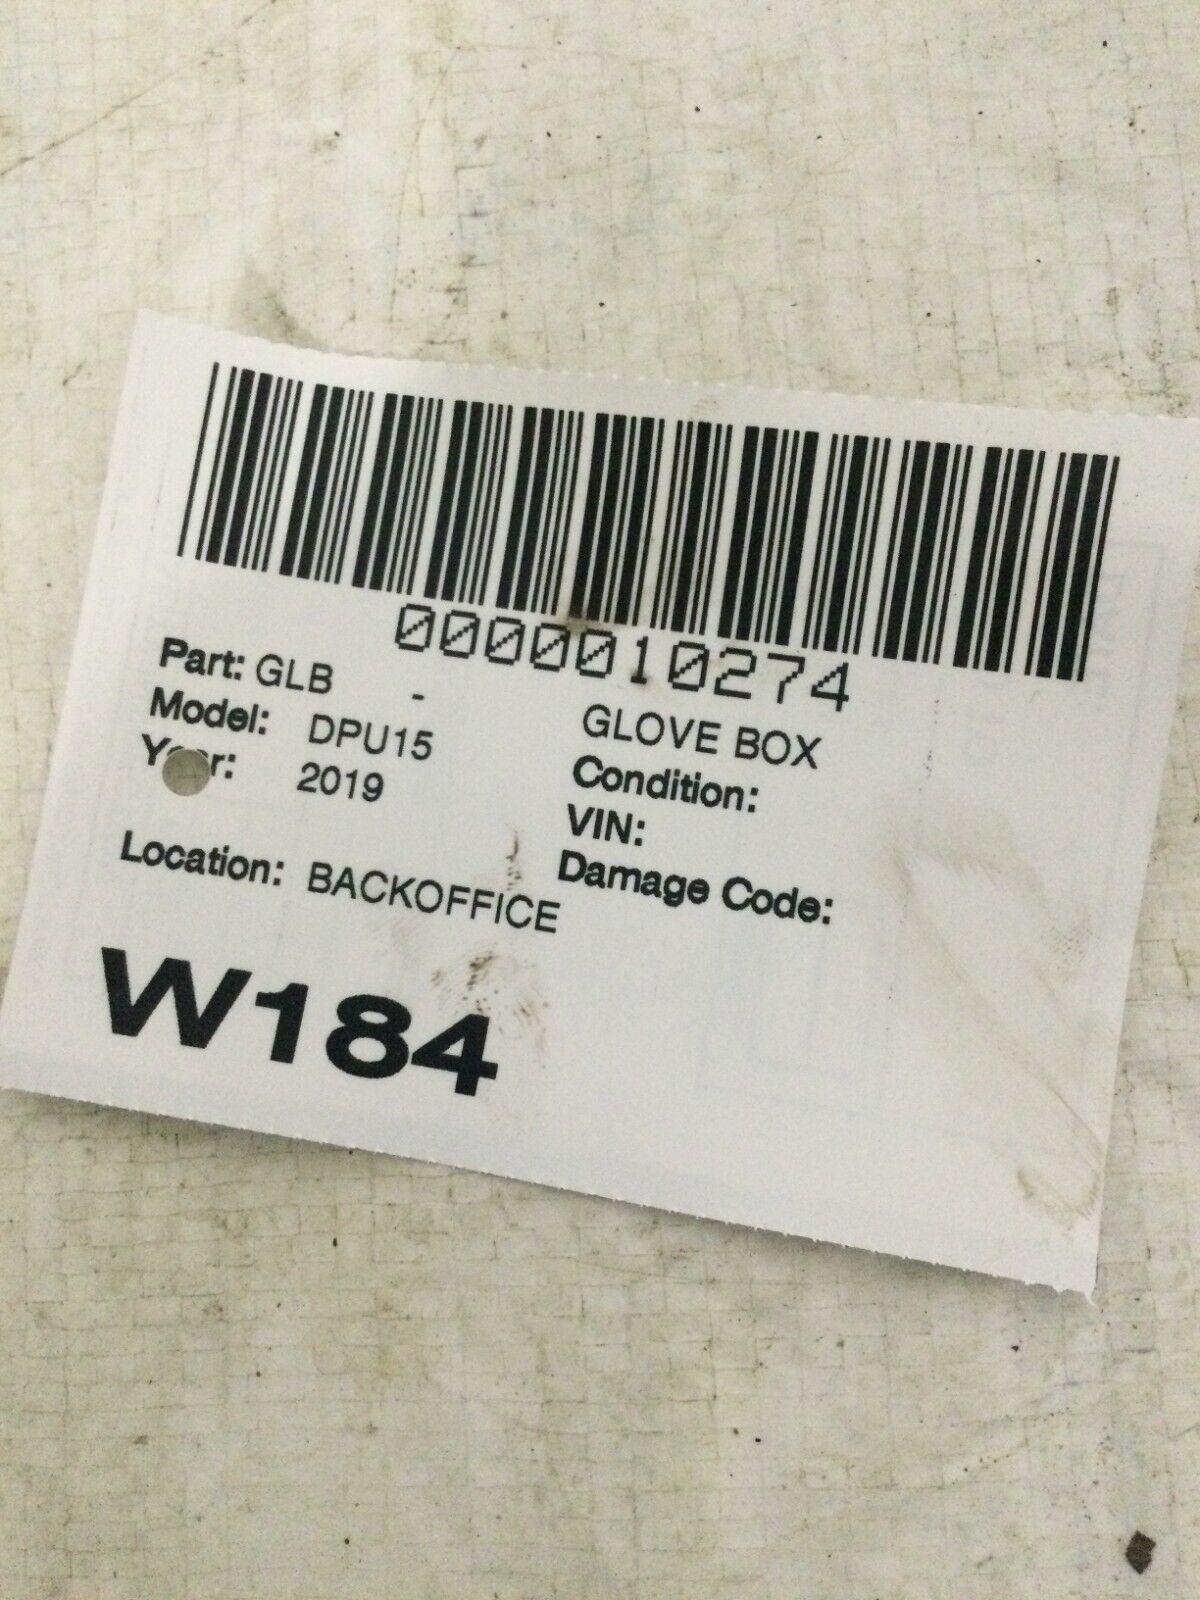 0000010274
Part: GLB - GLOVE BOX
Model: DPU15 Condition:
Year: 2019 VIN:
Location: BACKOFFICE Damage Code:
W184